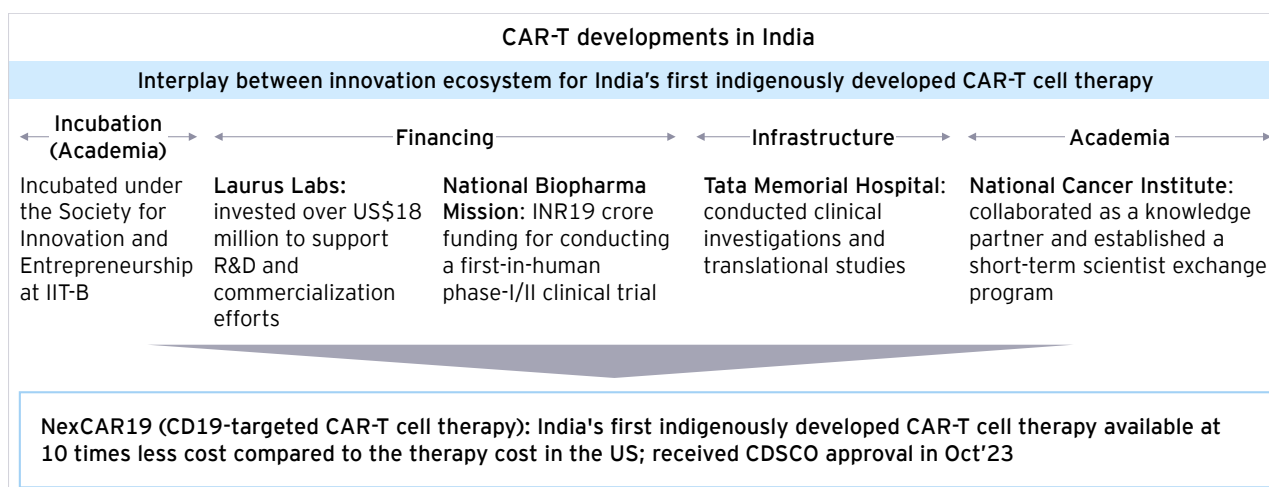 CAR-T developments in India
Interplay between innovation ecosystem for India’s first indigenously developed CAR-T cell therapy
Incubation
(Academia)
Incubated under
the Society for
Innovation and
Entrepreneurship
at IIT-B
Financing
Laurus Labs:
invested over US$18
million to support
R&D and
commercialization
efforts
National Biopharma
Mission: INR19 crore
funding for conducting
a first-in-human
phase-I/II clinical trial
Infrastructure
Tata Memorial Hospital:
conducted clinical
investigations and
translational studies
Academia
National Cancer Institute:
collaborated as a knowledge
partner and established a
short-term scientist exchange
program
NexCAR19 (CD19-targeted CAR-T cell therapy): India's first indigenously developed CAR-T cell therapy available at
10 times less cost compared to the therapy cost in the US; received CDSCO approval in Oct’23